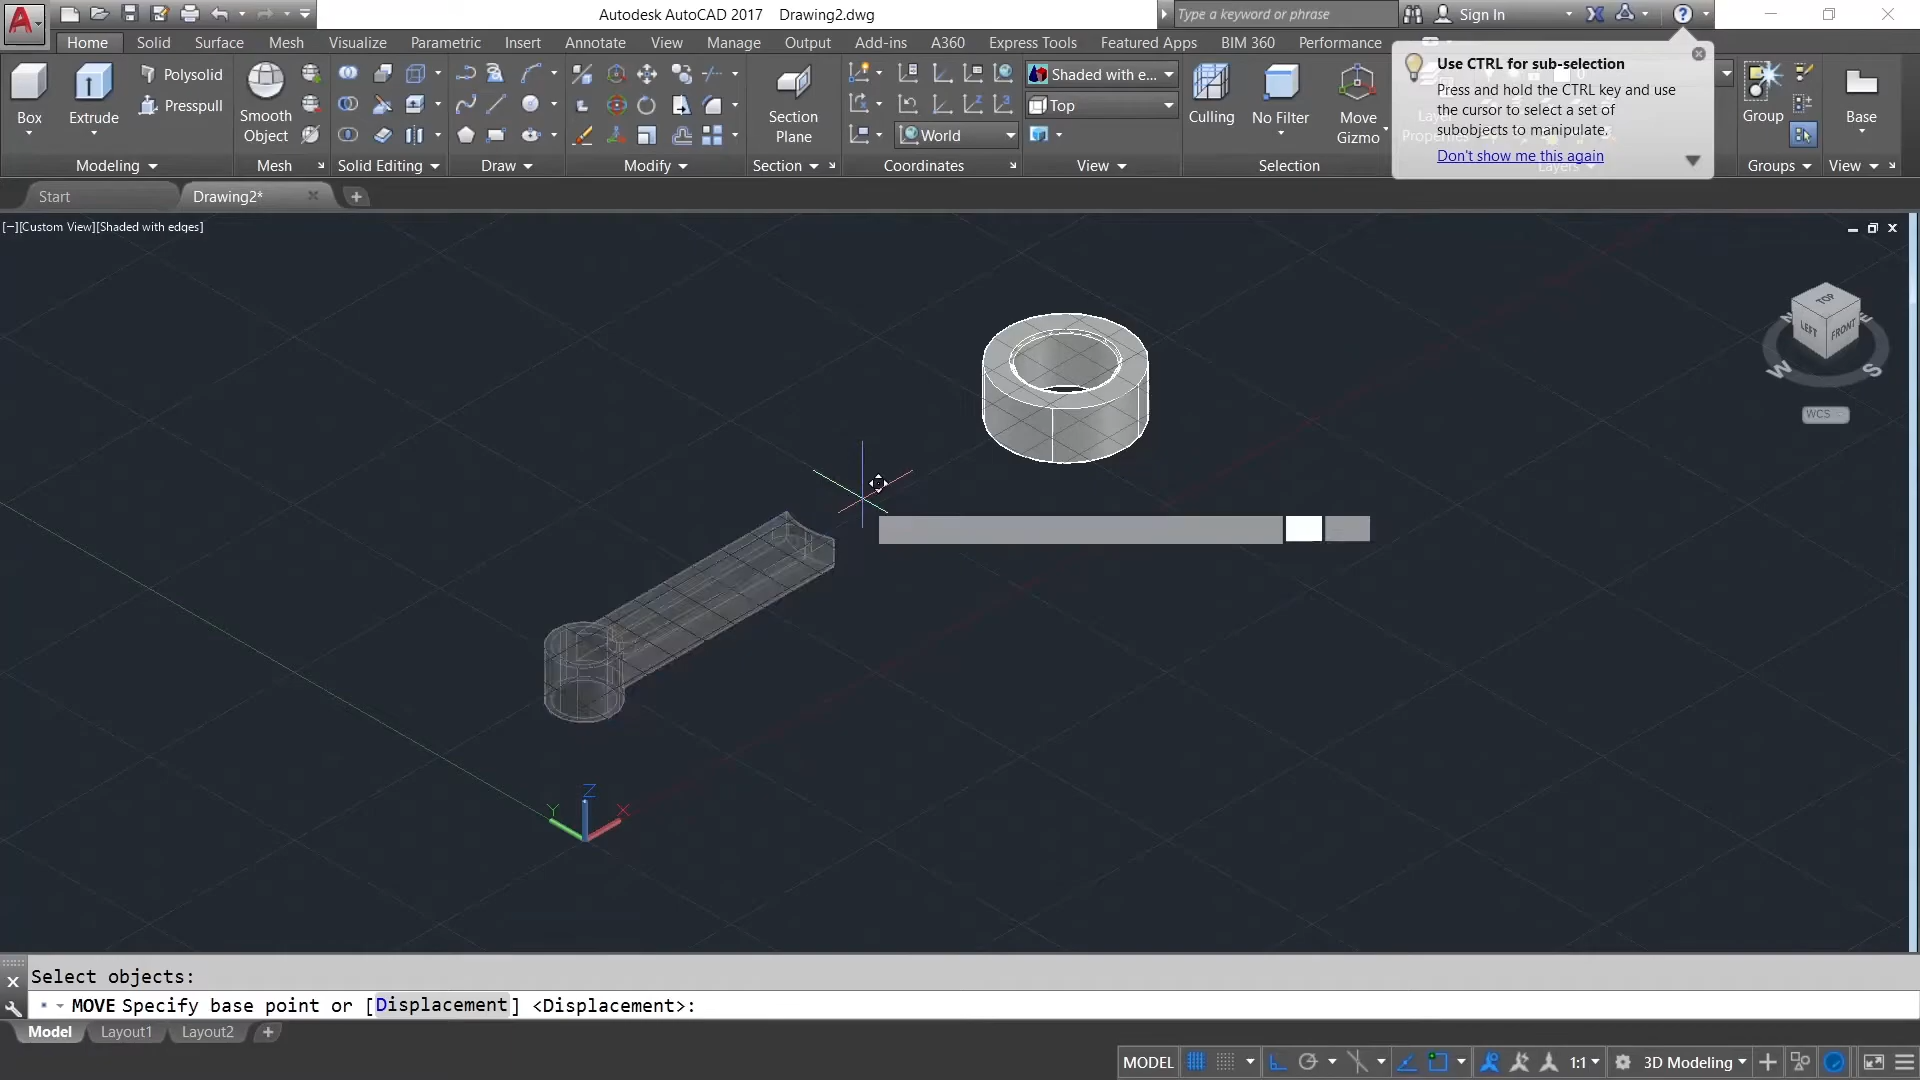 Autodesk AutoCAD 2017 Drawing2.dwg
Type a keyword or phrase
Sign In
Home Solid Surface Mesh Visualize Parametric Insert Annotate View Manage Output Add-ins A360 Express Tools Featured Apps BIM 360 Performance
Box
Extrude
Polysolid
Presspull
Smooth
Object
Section
Plane
Shaded with e...
Top
World
Culling
No Filter
Move
Gizmo
Group
Base
Use CTRL for sub-selection
Press and hold the CTRL key and use
the cursor to select a set of
subobjects to manipulate.
Don't show me this again
Modeling Mesh Solid Editing Draw Modify Section Coordinates View Selection Layers Groups View
Start Drawing2*
[−][Custom View][Shaded with edges]
TOP
LEFT
FRONT
N
E
W
S
WCS
Z
Y
X
Select objects:
MOVE Specify base point or [Displacement] <Displacement>:
Model Layout1 Layout2
MODEL 1:1 3D Modeling